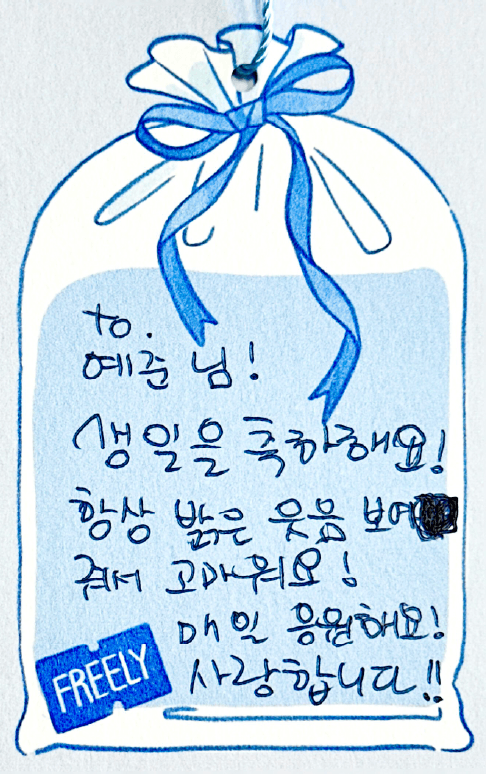 to.
예준 님!
생일을 축하해요!
항상 밝은 웃음 보여
줘서 고마워요!
매일 응원해요!
사랑합니다!!
FREELY